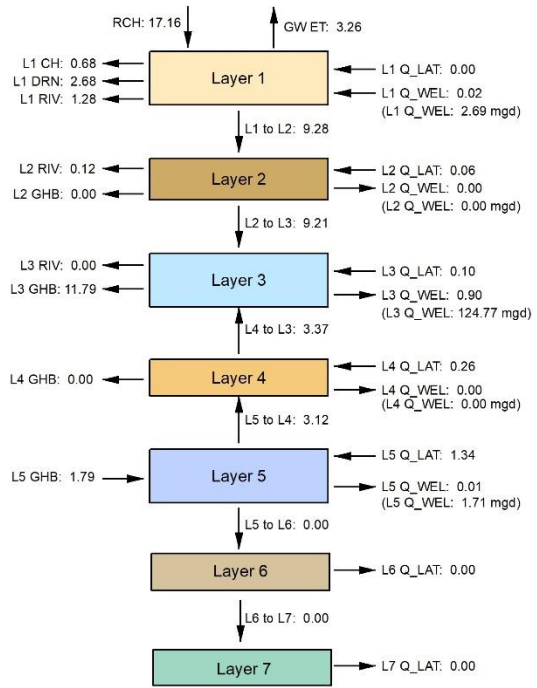 RCH: 17.16
GW ET: 3.26
L1 CH: 0.68
L1 DRN: 2.68
L1 RIV: 1.28
Layer 1
L1 Q_LAT: 0.00
L1 Q_WEL: 0.02
(L1 Q_WEL: 2.69 mgd)
L1 to L2: 9.28
L2 RIV: 0.12
L2 GHB: 0.00
Layer 2
L2 Q_LAT: 0.06
L2 Q_WEL: 0.00
(L2 Q_WEL: 0.00 mgd)
L2 to L3: 9.21
L3 RIV: 0.00
L3 GHB: 11.79
Layer 3
L3 Q_LAT: 0.10
L3 Q_WEL: 0.90
(L3 Q_WEL: 124.77 mgd)
L4 to L3: 3.37
L4 GHB: 0.00
Layer 4
L4 Q_LAT: 0.26
L4 Q_WEL: 0.00
(L4 Q_WEL: 0.00 mgd)
L5 to L4: 3.12
L5 GHB: 1.79
Layer 5
L5 Q_LAT: 1.34
L5 Q_WEL: 0.01
(L5 Q_WEL: 1.71 mgd)
L5 to L6: 0.00
Layer 6
L6 Q_LAT: 0.00
L6 to L7: 0.00
Layer 7
L7 Q_LAT: 0.00